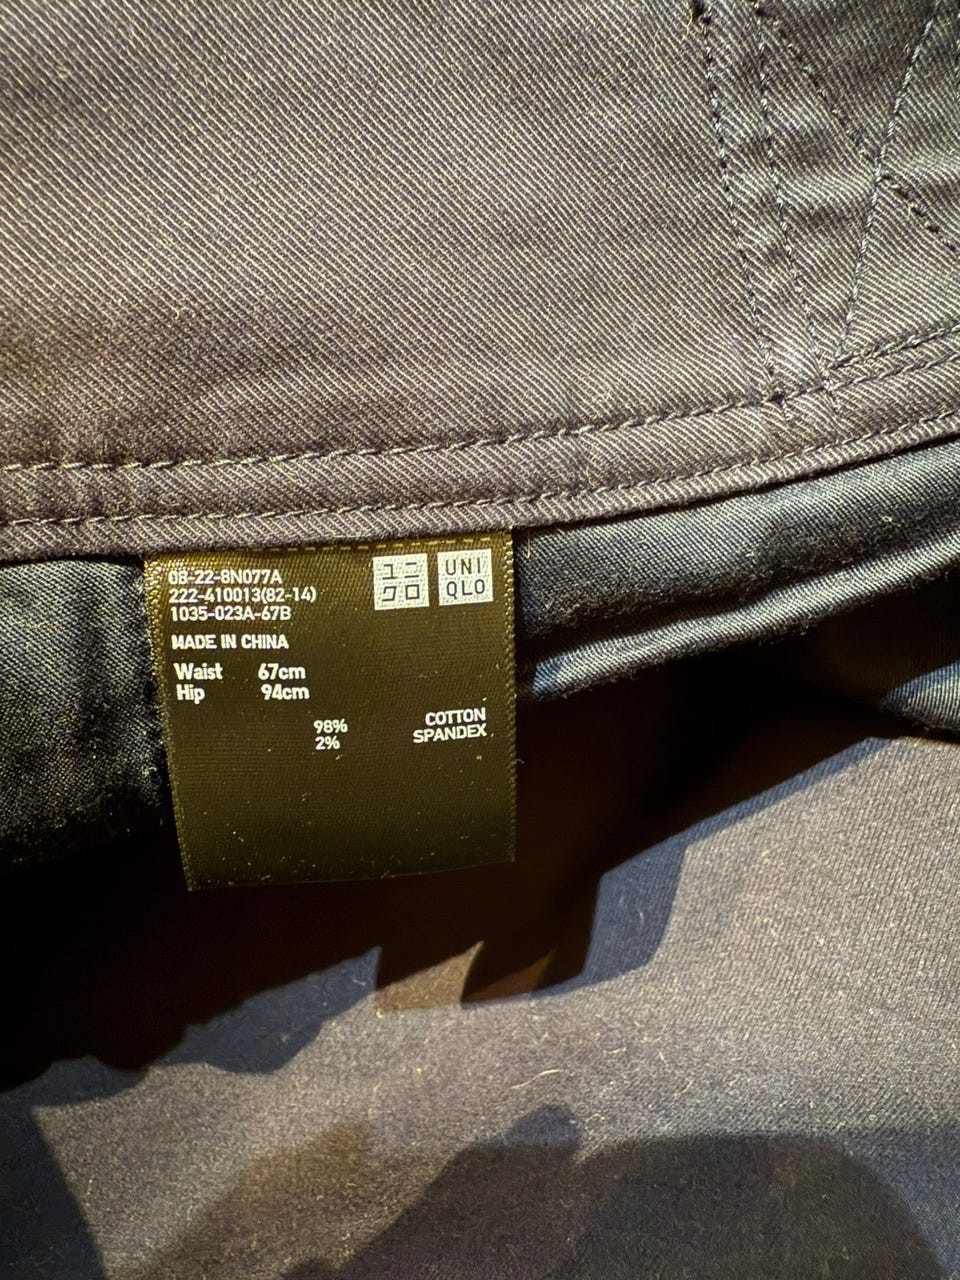 08-22-8N077A
222-410013(82-14)
1035-023A-67B
ユニ
クロ
UNI
QLO
MADE IN CHINA
Waist 67cm
Hip 94cm
98% COTTON
2% SPANDEX